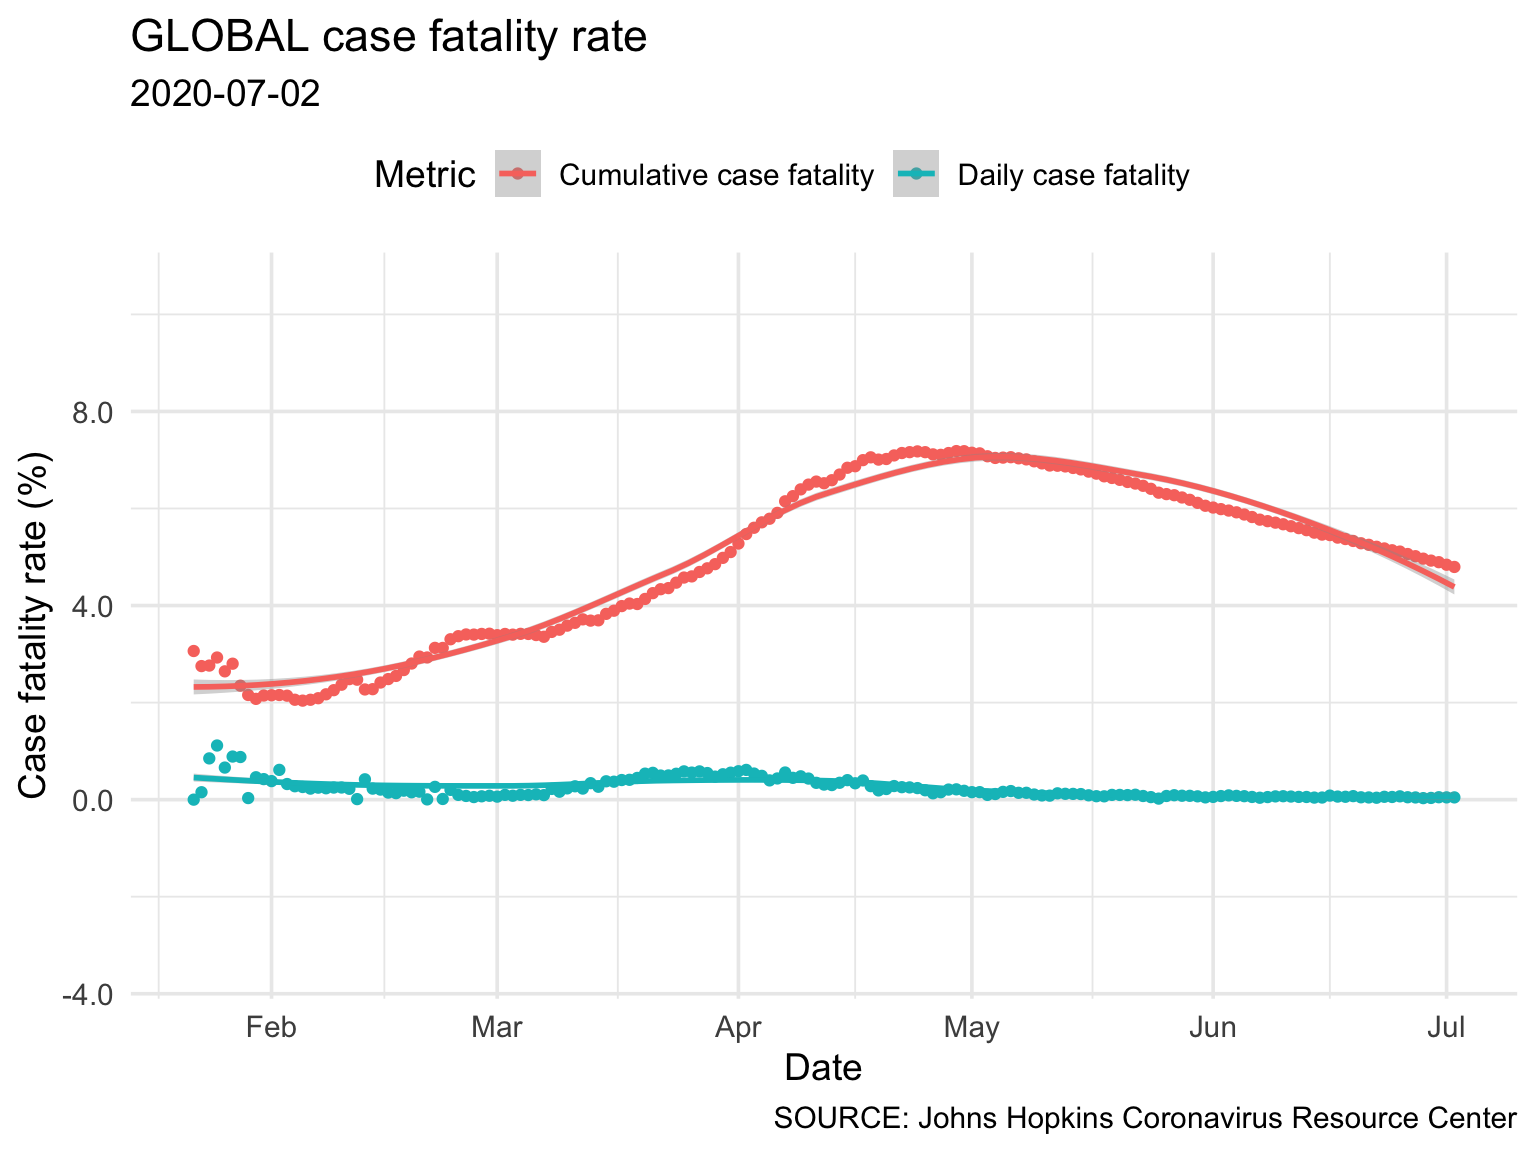 GLOBAL case fatality rate
2020-07-02
Metric Cumulative case fatality Daily case fatality
Case fatality rate (%)
8.0
4.0
0.0
-4.0
Feb Mar Apr May Jun Jul
Date
SOURCE: Johns Hopkins Coronavirus Resource Center